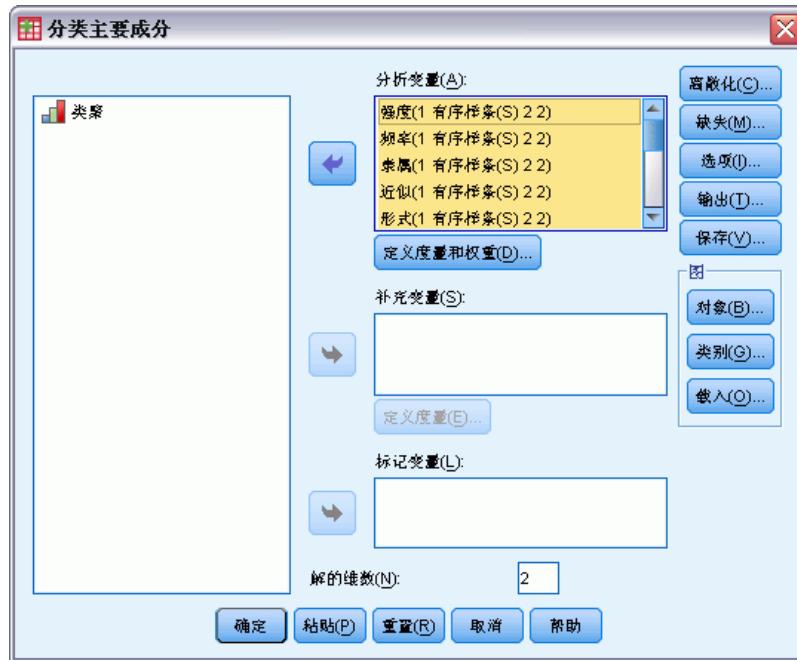 分类主要成分
类聚
分析变量(A):
强度(1 有序样条(S) 2 2)
频率(1 有序样条(S) 2 2)
隶属(1 有序样条(S) 2 2)
近似(1 有序样条(S) 2 2)
形式(1 有序样条(S) 2 2)
定义度量和权重(D)...
补充变量(S):
定义度量(E)...
标记变量(L):
解的维数(N):
2
离散化(C)...
缺失(M)...
选项(I)...
输出(T)...
保存(V)...
图
对象(B)...
类别(G)...
载入(O)...
确定
粘贴(P)
重置(R)
取消
帮助